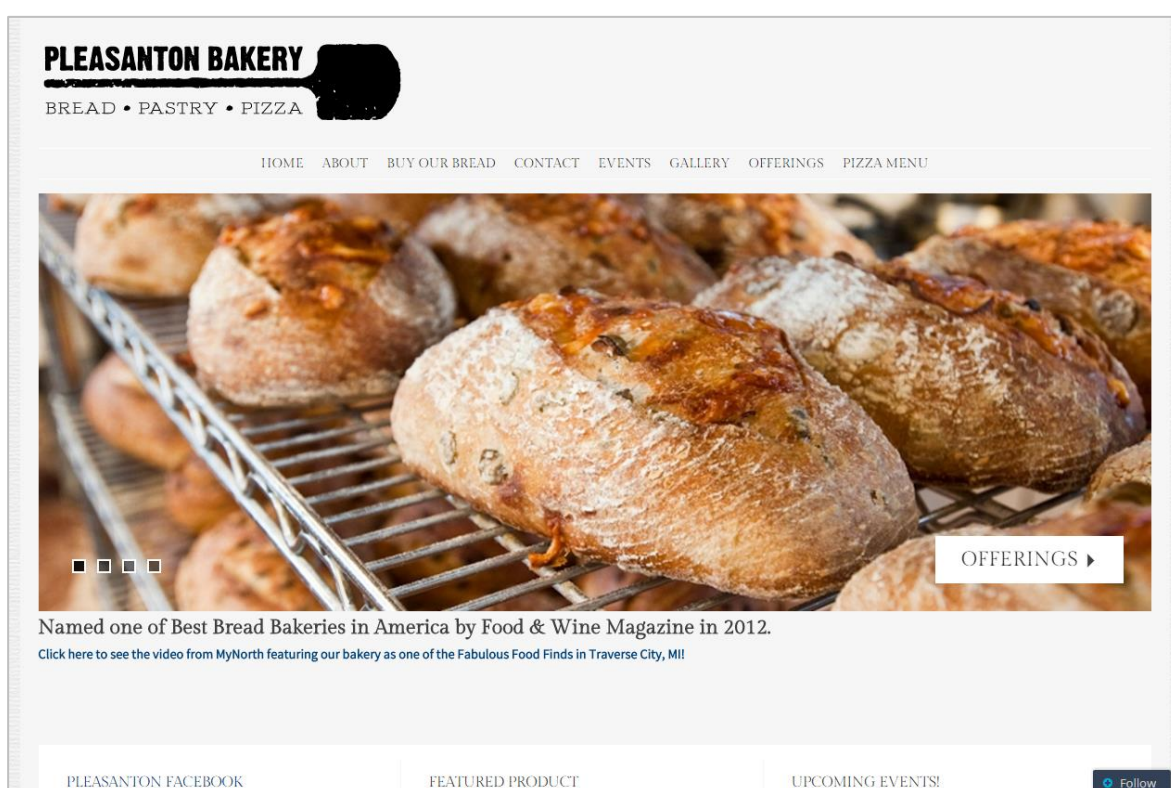 PLEASANTON BAKERY
BREAD • PASTRY • PIZZA
HOME ABOUT BUY OUR BREAD CONTACT EVENTS GALLERY OFFERINGS PIZZA MENU
OFFERINGS
Named one of Best Bread Bakeries in America by Food & Wine Magazine in 2012.
Click here to see the video from MyNorth featuring our bakery as one of the Fabulous Food Finds in Traverse City, MI!
PLEASANTON FACEBOOK FEATURED PRODUCT UPCOMING EVENTS!
Follow